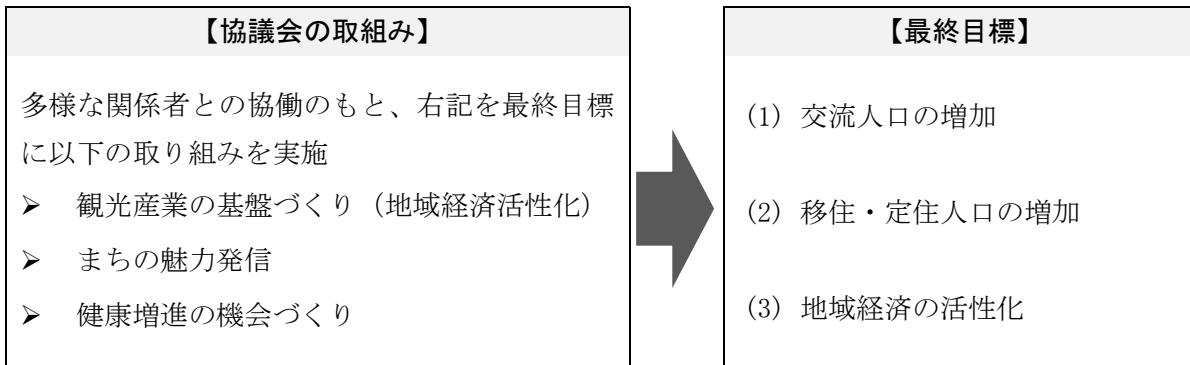 【協議会の取組み】
多様な関係者との協働のもと、右記を最終目標
に以下の取り組みを実施
➢ 観光産業の基盤づくり（地域経済活性化）
➢ まちの魅力発信
➢ 健康増進の機会づくり
【最終目標】
(1) 交流人口の増加
(2) 移住・定住人口の増加
(3) 地域経済の活性化